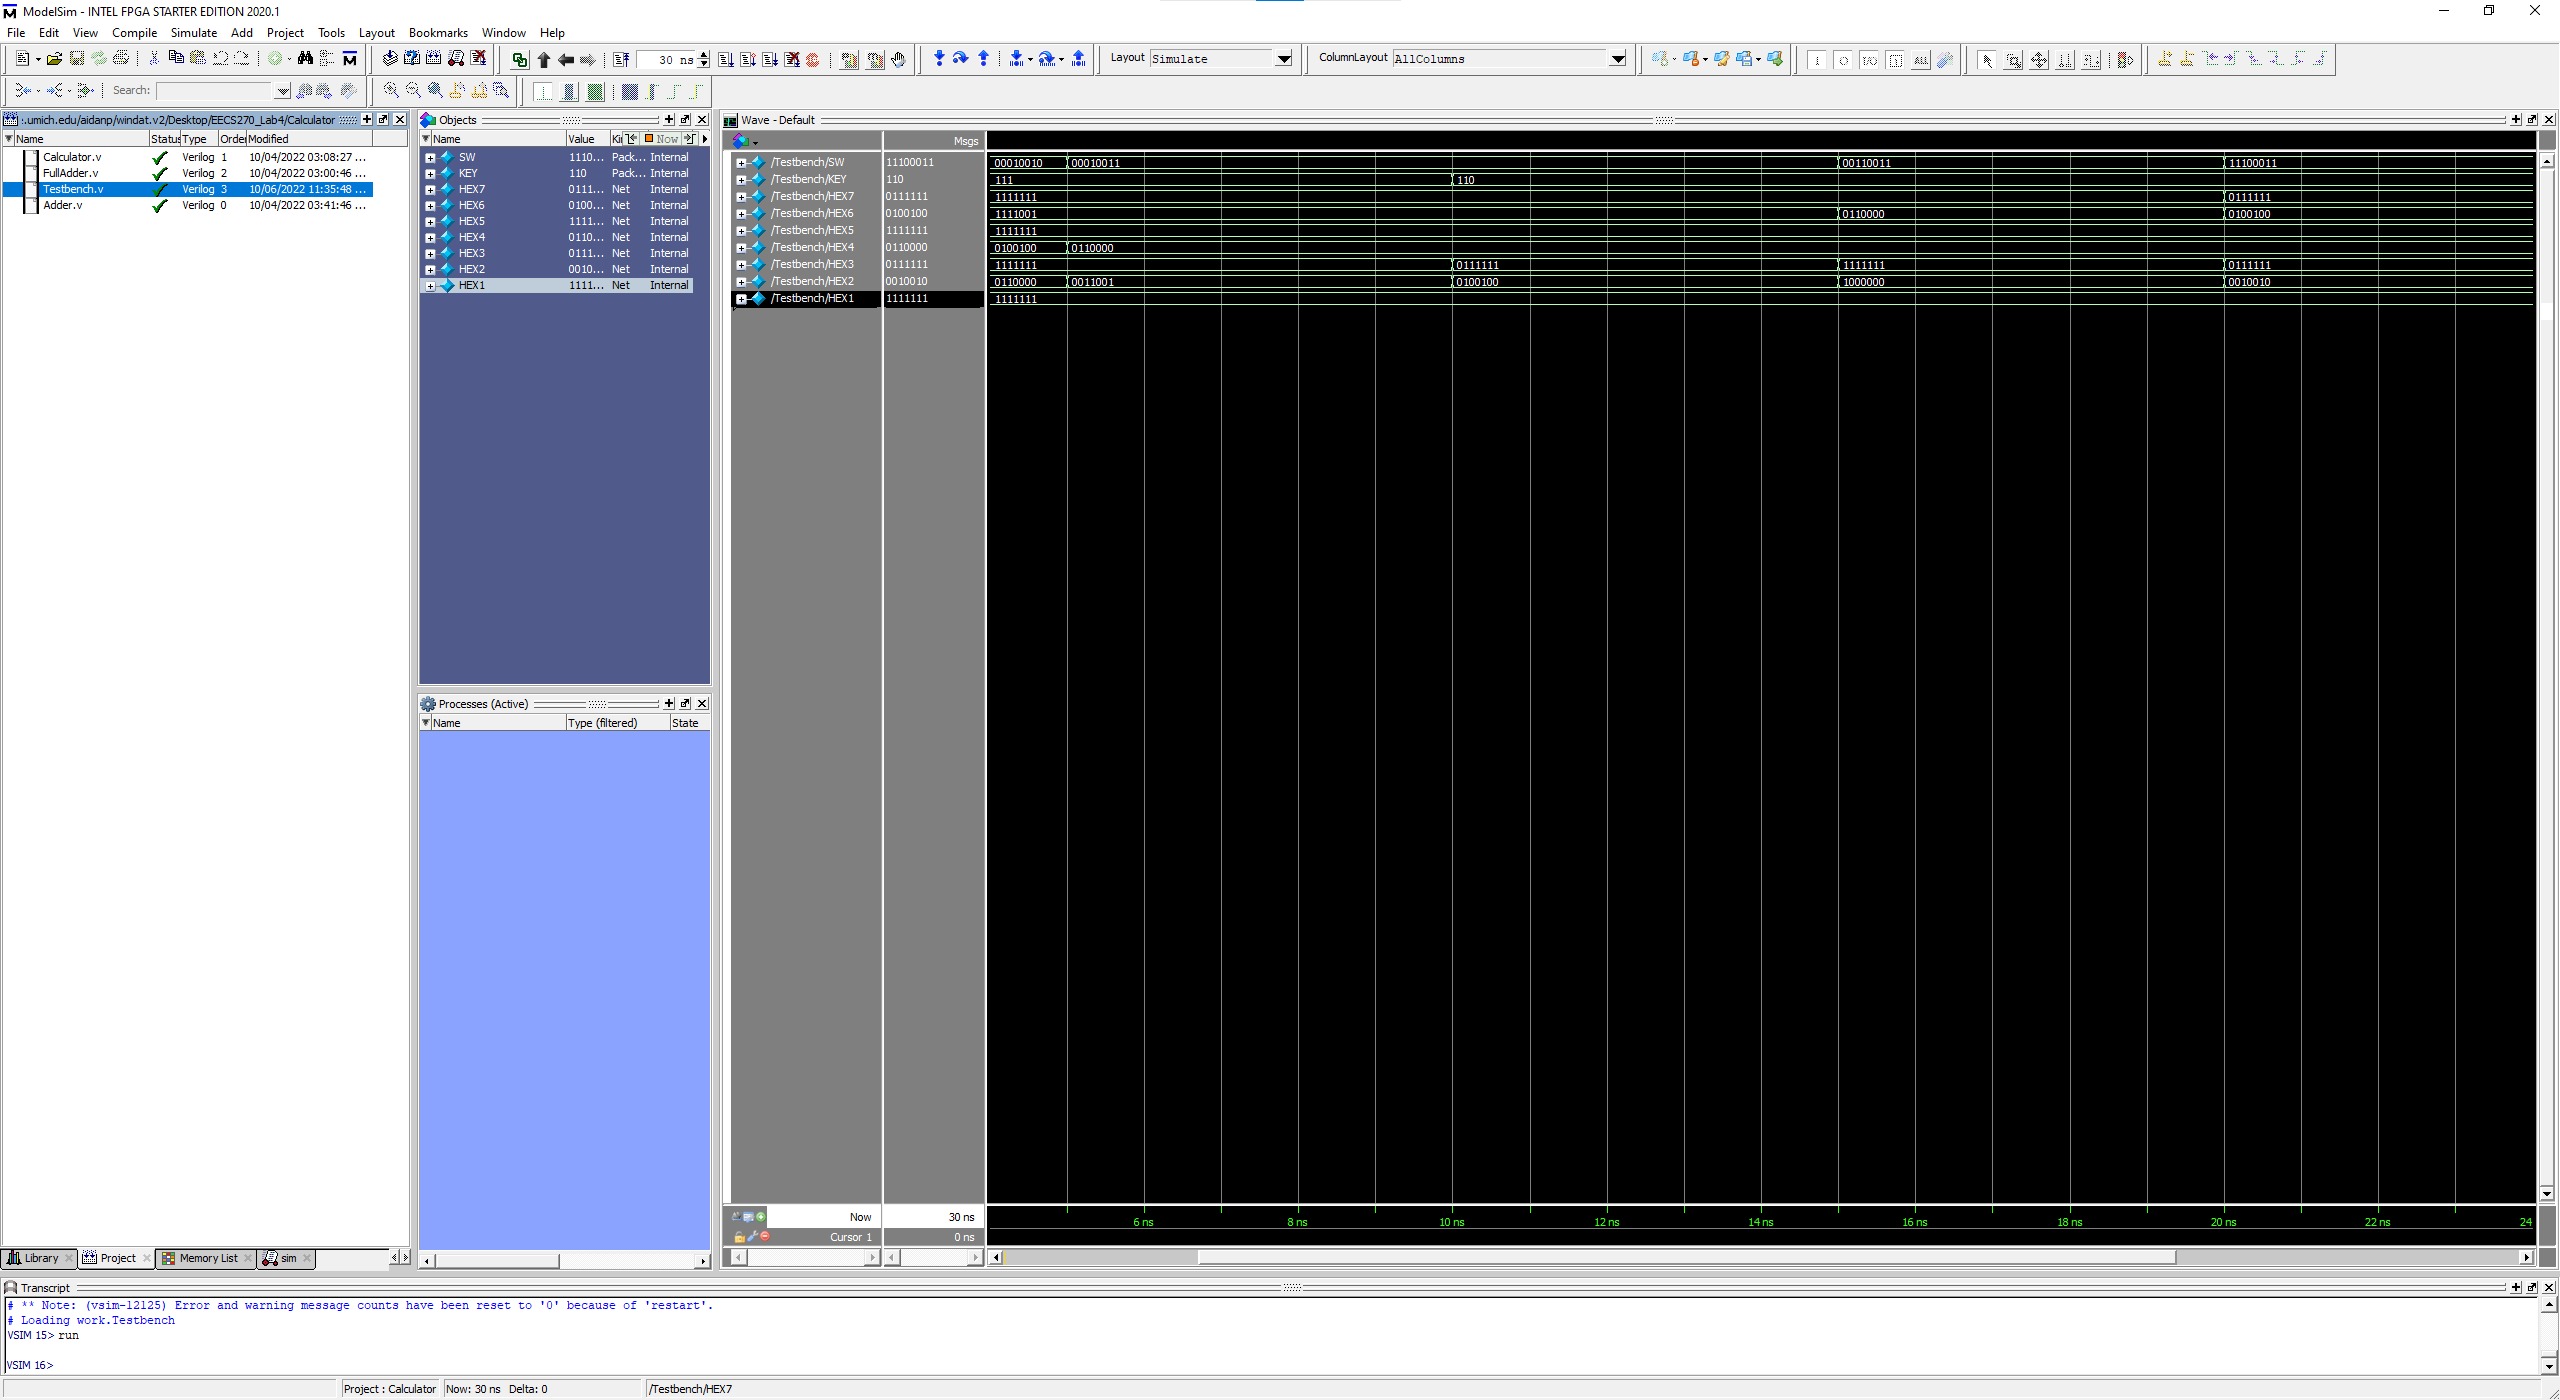 ModelSim - INTEL FPGA STARTER EDITION 2020.1
File Edit View Compile Simulate Add Project Tools Layout Bookmarks Window Help
30 ns
Layout Simulate
ColumnLayout AllColumns
Search:
:.umich.edu/aidanp/windat.v2/Desktop/EECS270_Lab4/Calculator
Name Status Type Order Modified
Calculator.v Verilog 1 10/04/2022 03:08:27 ...
FullAdder.v Verilog 2 10/04/2022 03:00:46 ...
Testbench.v Verilog 3 10/06/2022 11:35:48 ...
Adder.v Verilog 0 10/04/2022 03:41:46 ...
Library Project Memory List sim
Objects
Name Value Ki Now
SW 1110... Pack... Internal
KEY 110 Pack... Internal
HEX7 0111... Net Internal
HEX6 0100... Net Internal
HEX5 1111... Net Internal
HEX4 0110... Net Internal
HEX3 0111... Net Internal
HEX2 0010... Net Internal
HEX1 1111... Net Internal
Processes (Active)
Name Type (filtered) State
Wave - Default
Msgs
/Testbench/SW 11100011 00010010 00010011 00110011 11100011
/Testbench/KEY 110 111 110
/Testbench/HEX7 0111111 1111111 0111111
/Testbench/HEX6 0100100 1111001 0110000 0100100
/Testbench/HEX5 1111111 1111111
/Testbench/HEX4 0110000 0100100 0110000
/Testbench/HEX3 0111111 1111111 0111111 1111111 0111111
/Testbench/HEX2 0010010 0110000 0011001 0100100 1000000 0010010
/Testbench/HEX1 1111111 1111111
Now 30 ns 6 ns 8 ns 10 ns 12 ns 14 ns 16 ns 18 ns 20 ns 22 ns 24
Cursor 1 0 ns
Transcript
# ** Note: (vsim-12125) Error and warning message counts have been reset to '0' because of 'restart'.
# Loading work.Testbench
VSIM 15> run
VSIM 16>
Project : Calculator Now: 30 ns Delta: 0 /Testbench/HEX7